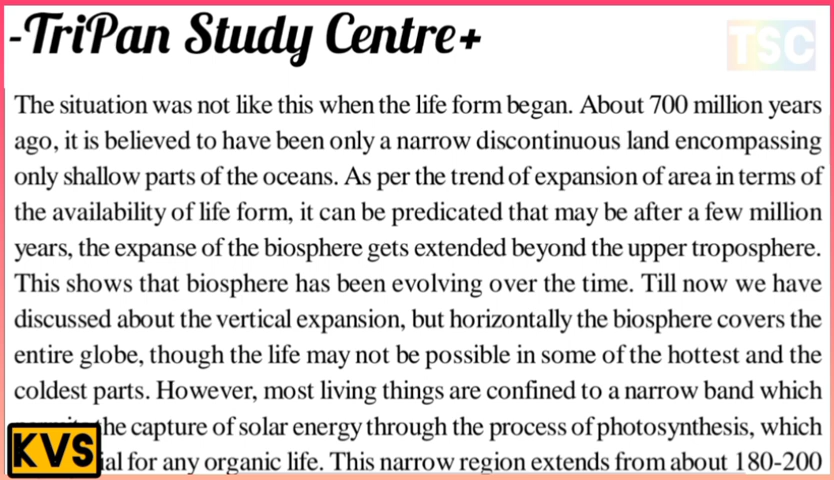 -TriPan Study Centre+
TSC
The situation was not like this when the life form began. About 700 million years
ago, it is believed to have been only a narrow discontinuous land encompassing
only shallow parts of the oceans. As per the trend of expansion of area in terms of
the availability of life form, it can be predicated that may be after a few million
years, the expanse of the biosphere gets extended beyond the upper troposphere.
This shows that biosphere has been evolving over the time. Till now we have
discussed about the vertical expansion, but horizontally the biosphere covers the
entire globe, though the life may not be possible in some of the hottest and the
coldest parts. However, most living things are confined to a narrow band which
the capture of solar energy through the process of photosynthesis, which
KVS
ial for any organic life. This narrow region extends from about 180-200